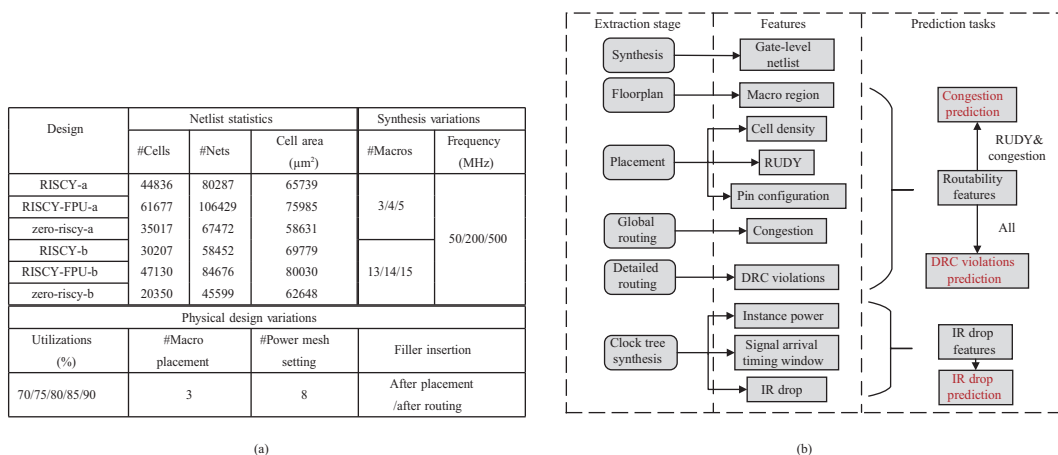 Design
Netlist statistics
Synthesis variations
#Cells
#Nets
Cell area
(µm²)
#Macros
Frequency
(MHz)
RISCY-a
44836
80287
65739
RISCY-FPU-a
61677
106429
75985
zero-riscy-a
35017
67472
58631
3/4/5
RISCY-b
30207
58452
69779
RISCY-FPU-b
47130
84676
80030
zero-riscy-b
20350
45599
62648
13/14/15
50/200/500
Physical design variations
Utilizations
(%)
#Macro
placement
#Power mesh
setting
Filler insertion
70/75/80/85/90
3
8
After placement
/after routing
(a)
Extraction stage
Features
Prediction tasks
Synthesis
Gate-level
netlist
Floorplan
Macro region
Placement
Cell density
RUDY
Pin configuration
Global
routing
Congestion
Detailed
routing
DRC violations
Clock tree
synthesis
Instance power
Signal arrival
timing window
IR drop
Congestion
prediction
RUDY&
congestion
Routability
features
All
DRC violations
prediction
IR drop
features
IR drop
prediction
(b)